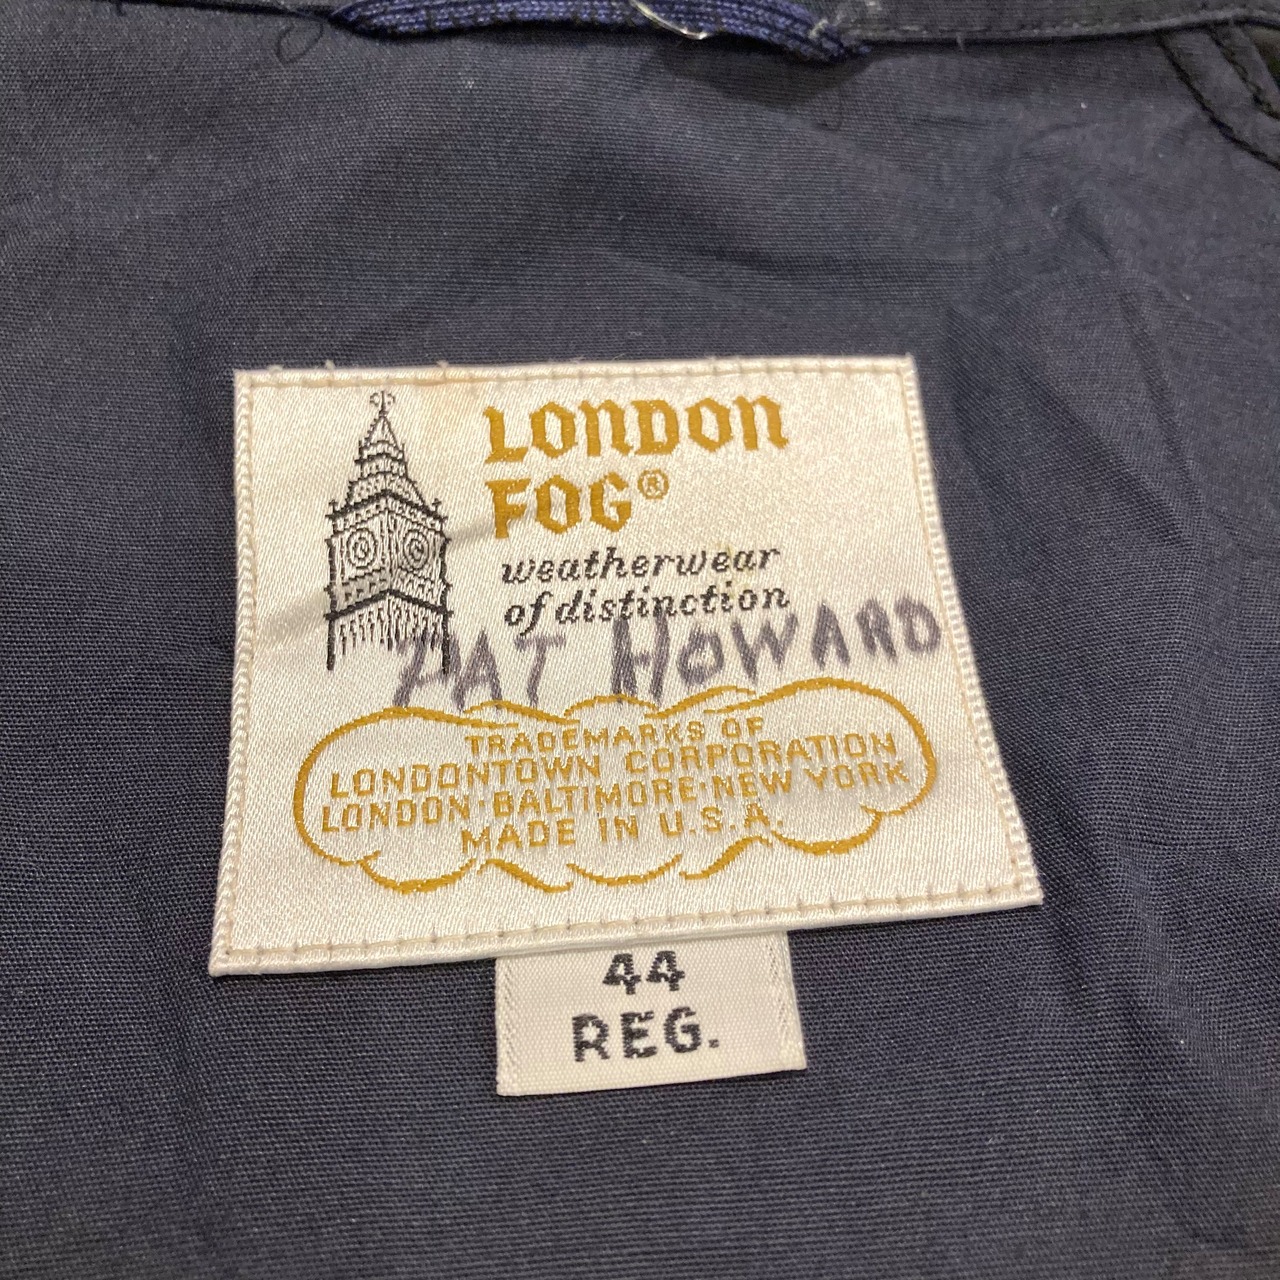 LONDON
FOG®
weatherwear
of distinction
PAT HOWARD
TRADEMARKS OF
LONDONTOWN CORPORATION
LONDON·BALTIMORE·NEW YORK
MADE IN U.S.A.
44
REG.